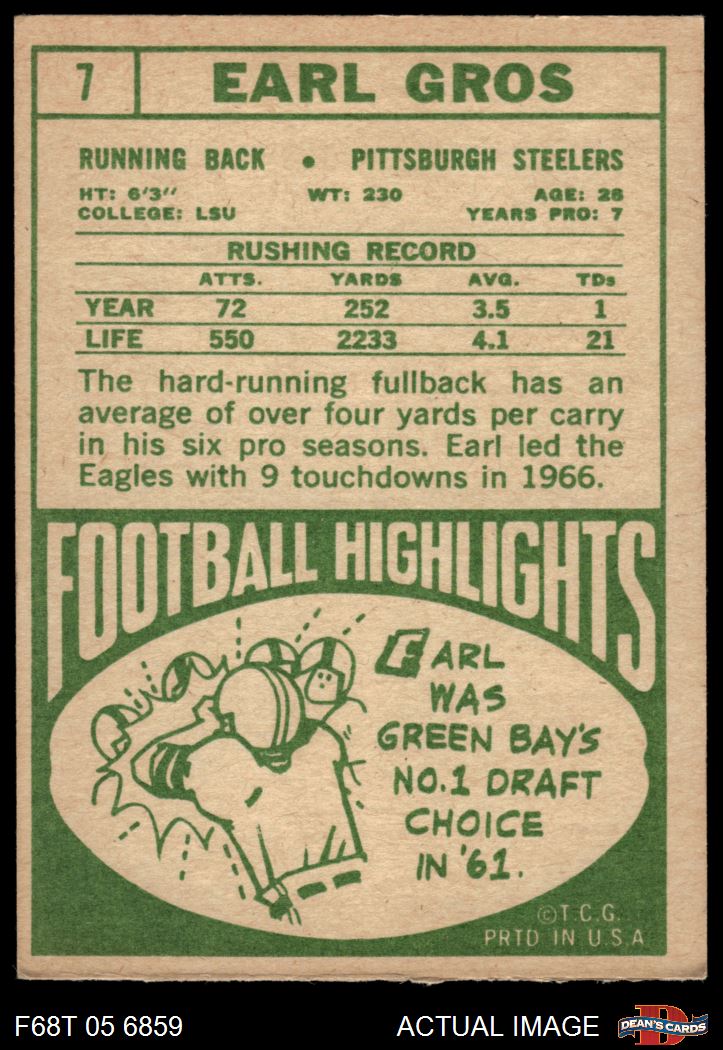 7 EARL GROS
RUNNING BACK • PITTSBURGH STEELERS
HT: 6'3" WT: 230 AGE: 26
COLLEGE: LSU YEARS PRO: 7
RUSHING RECORD
ATTS. YARDS AVG. TDs
YEAR 72 252 3.5 1
LIFE 550 2233 4.1 21
The hard-running fullback has an
average of over four yards per carry
in his six pro seasons. Earl led the
Eagles with 9 touchdowns in 1966.
FOOTBALL HIGHLIGHTS
EARL
WAS
GREEN BAY'S
NO.1 DRAFT
CHOICE
IN '61.
©T.C.G.
PRTD IN U.S.A
F68T 05 6859 ACTUAL IMAGE DEAN'S CARDS